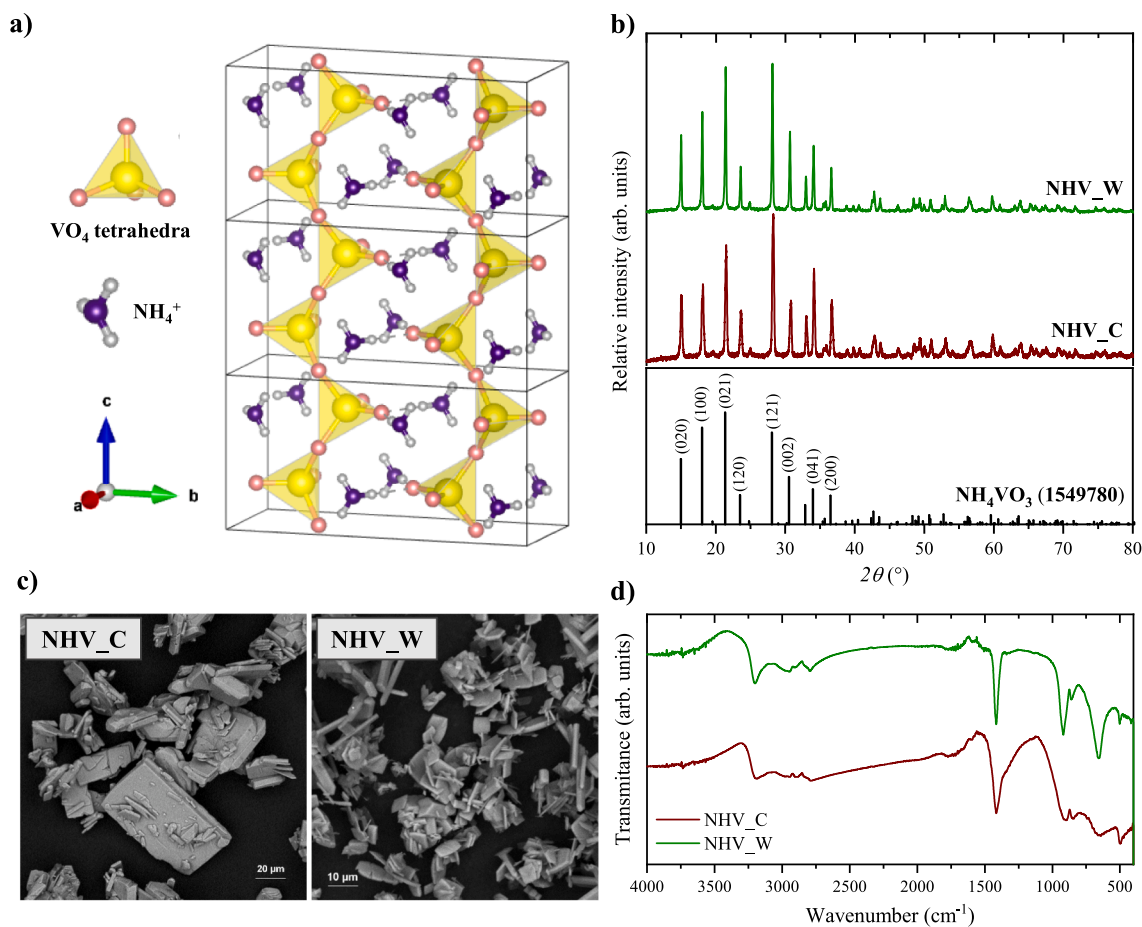 a)
VO₄ tetrahedra
NH₄⁺
c
a
b
b)
Relative intensity (arb. units)
NHV_W
NHV_C
(020)
(100)
(021)
(120)
(121)
(002)
(041)
(200)
NH₄VO₃ (1549780)
10 20 30 40 50 60 70 80
2θ (°)
c)
NHV_C
20 µm
NHV_W
10 µm
d)
Transmitance (arb. units)
NHV_C
NHV_W
4000 3500 3000 2500 2000 1500 1000 500
Wavenumber (cm⁻¹)